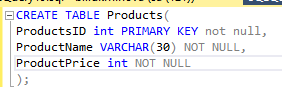 CREATE TABLE Products(
ProductsID int PRIMARY KEY not null,
ProductName VARCHAR(30) NOT NULL,
ProductPrice int NOT NULL
);